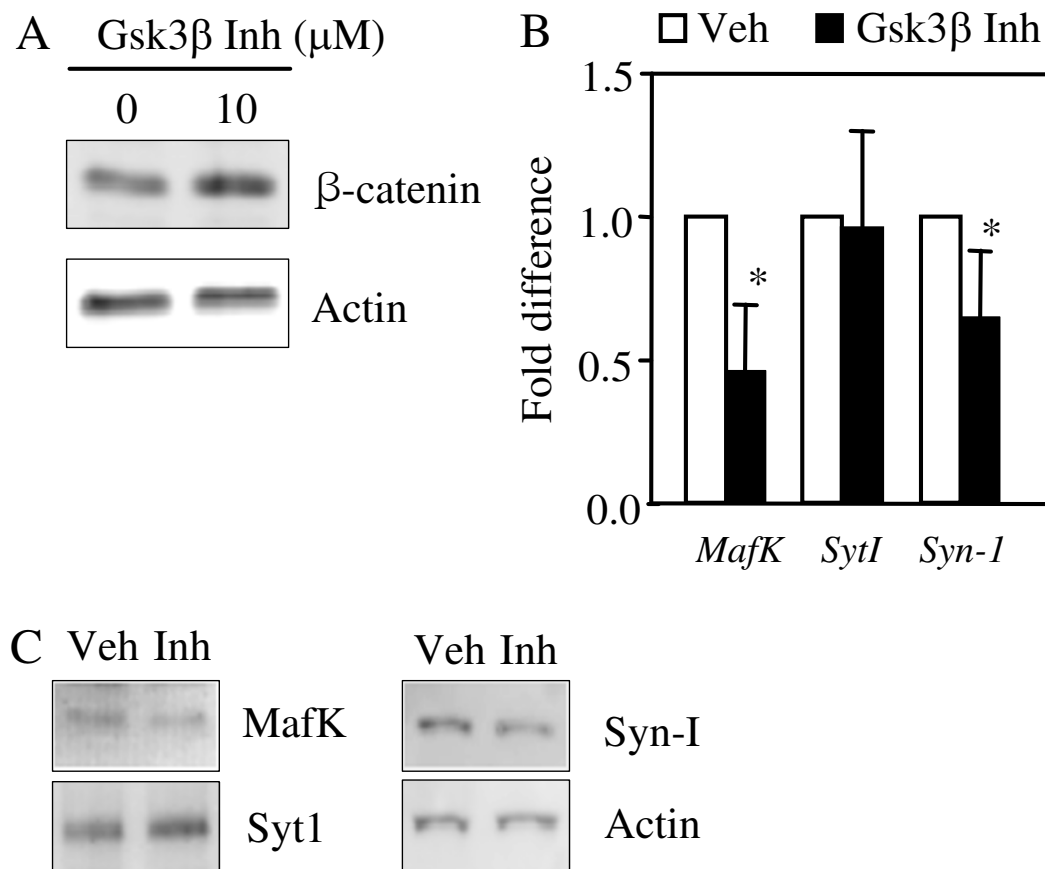 A
Gsk3β Inh (μM)
0 10
β-catenin
Actin
B
Veh Gsk3β Inh
1.5
1.0
0.5
0.0
Fold difference
*
*
MafK SytI Syn-1
C
Veh Inh
MafK
Syt1
Veh Inh
Syn-I
Actin